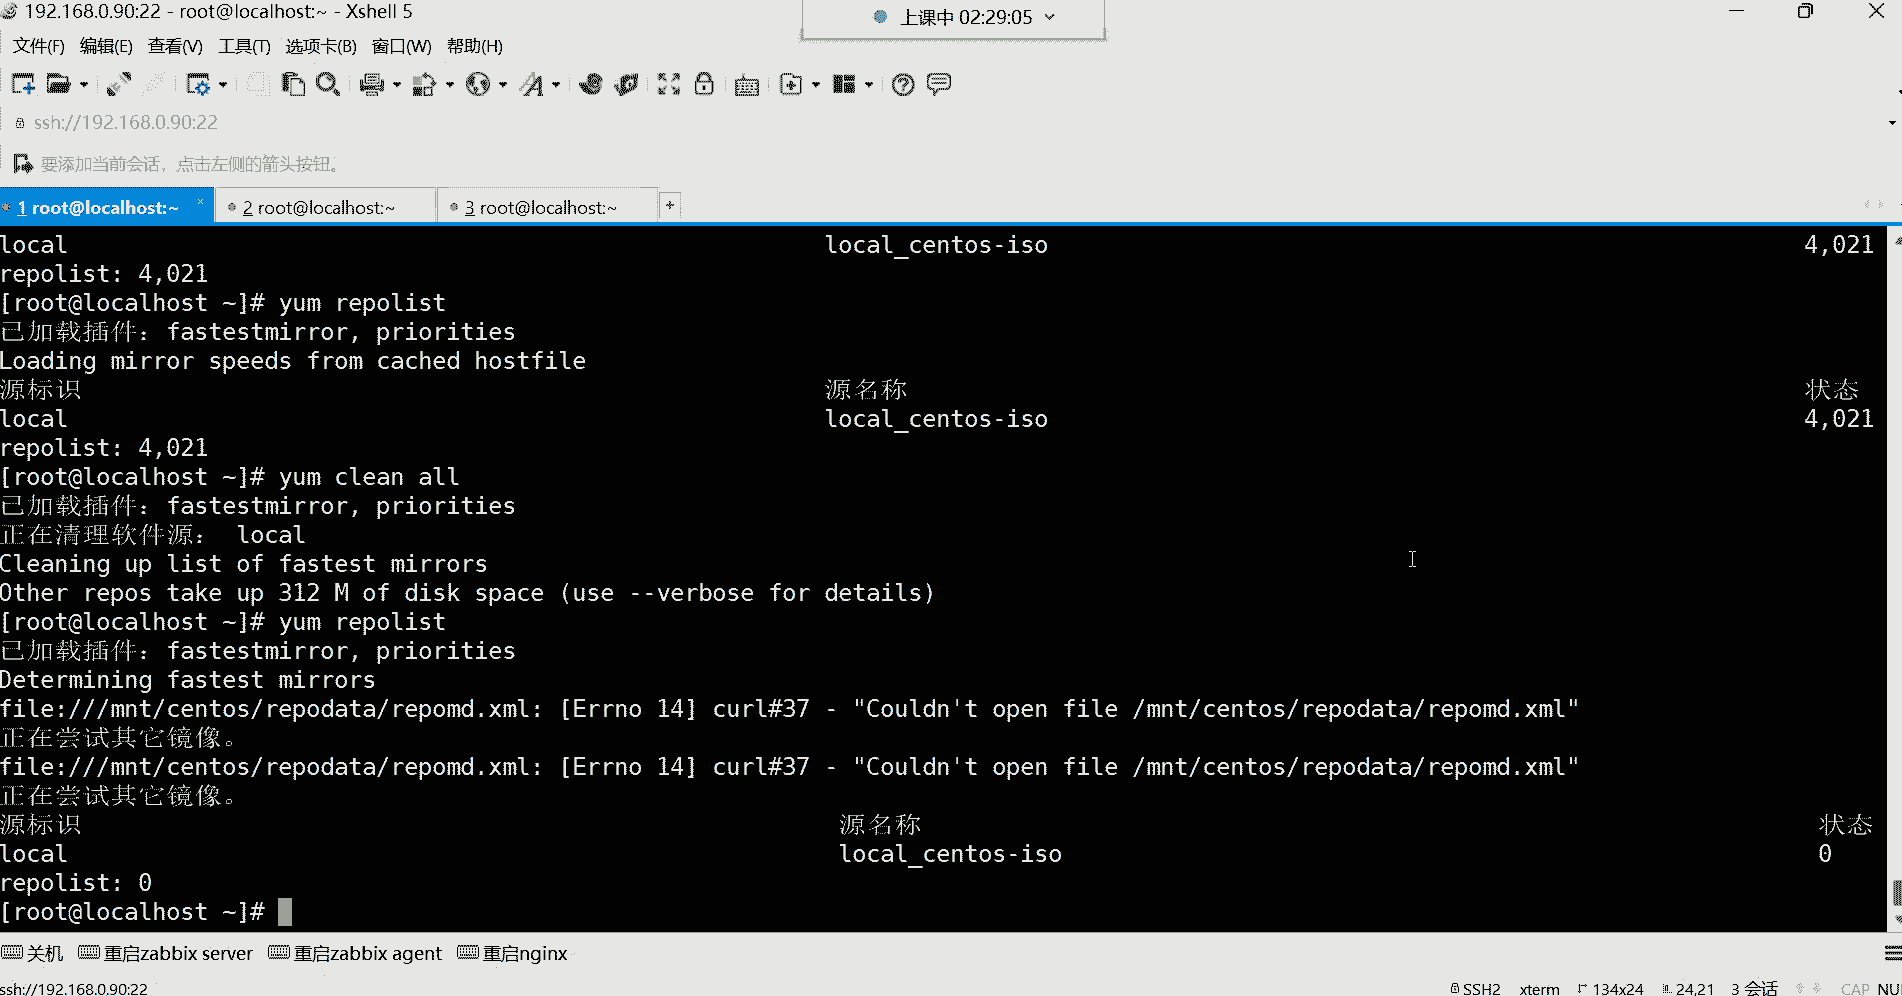 192.168.0.90:22 - root@localhost:~ - Xshell 5
上课中 02:29:05
文件(F) 编辑(E) 查看(V) 工具(T) 选项卡(B) 窗口(W) 帮助(H)
ssh://192.168.0.90:22
要添加当前会话，点击左侧的箭头按钮。
1 root@localhost:~ × 2 root@localhost:~ 3 root@localhost:~ +
local local_centos-iso 4,021
repolist: 4,021
[root@localhost ~]# yum repolist
已加载插件：fastestmirror, priorities
Loading mirror speeds from cached hostfile
源标识 源名称 状态
local local_centos-iso 4,021
repolist: 4,021
[root@localhost ~]# yum clean all
已加载插件：fastestmirror, priorities
正在清理软件源： local
Cleaning up list of fastest mirrors
Other repos take up 312 M of disk space (use --verbose for details)
[root@localhost ~]# yum repolist
已加载插件：fastestmirror, priorities
Determining fastest mirrors
file:///mnt/centos/repodata/repomd.xml: [Errno 14] curl#37 - "Couldn't open file /mnt/centos/repodata/repomd.xml"
正在尝试其它镜像。
file:///mnt/centos/repodata/repomd.xml: [Errno 14] curl#37 - "Couldn't open file /mnt/centos/repodata/repomd.xml"
正在尝试其它镜像。
源标识 源名称 状态
local local_centos-iso 0
repolist: 0
[root@localhost ~]#
关机 重启zabbix server 重启zabbix agent 重启nginx
ssh://192.168.0.90:22 SSH2 xterm 134x24 24,21 3 会话 CAP NU